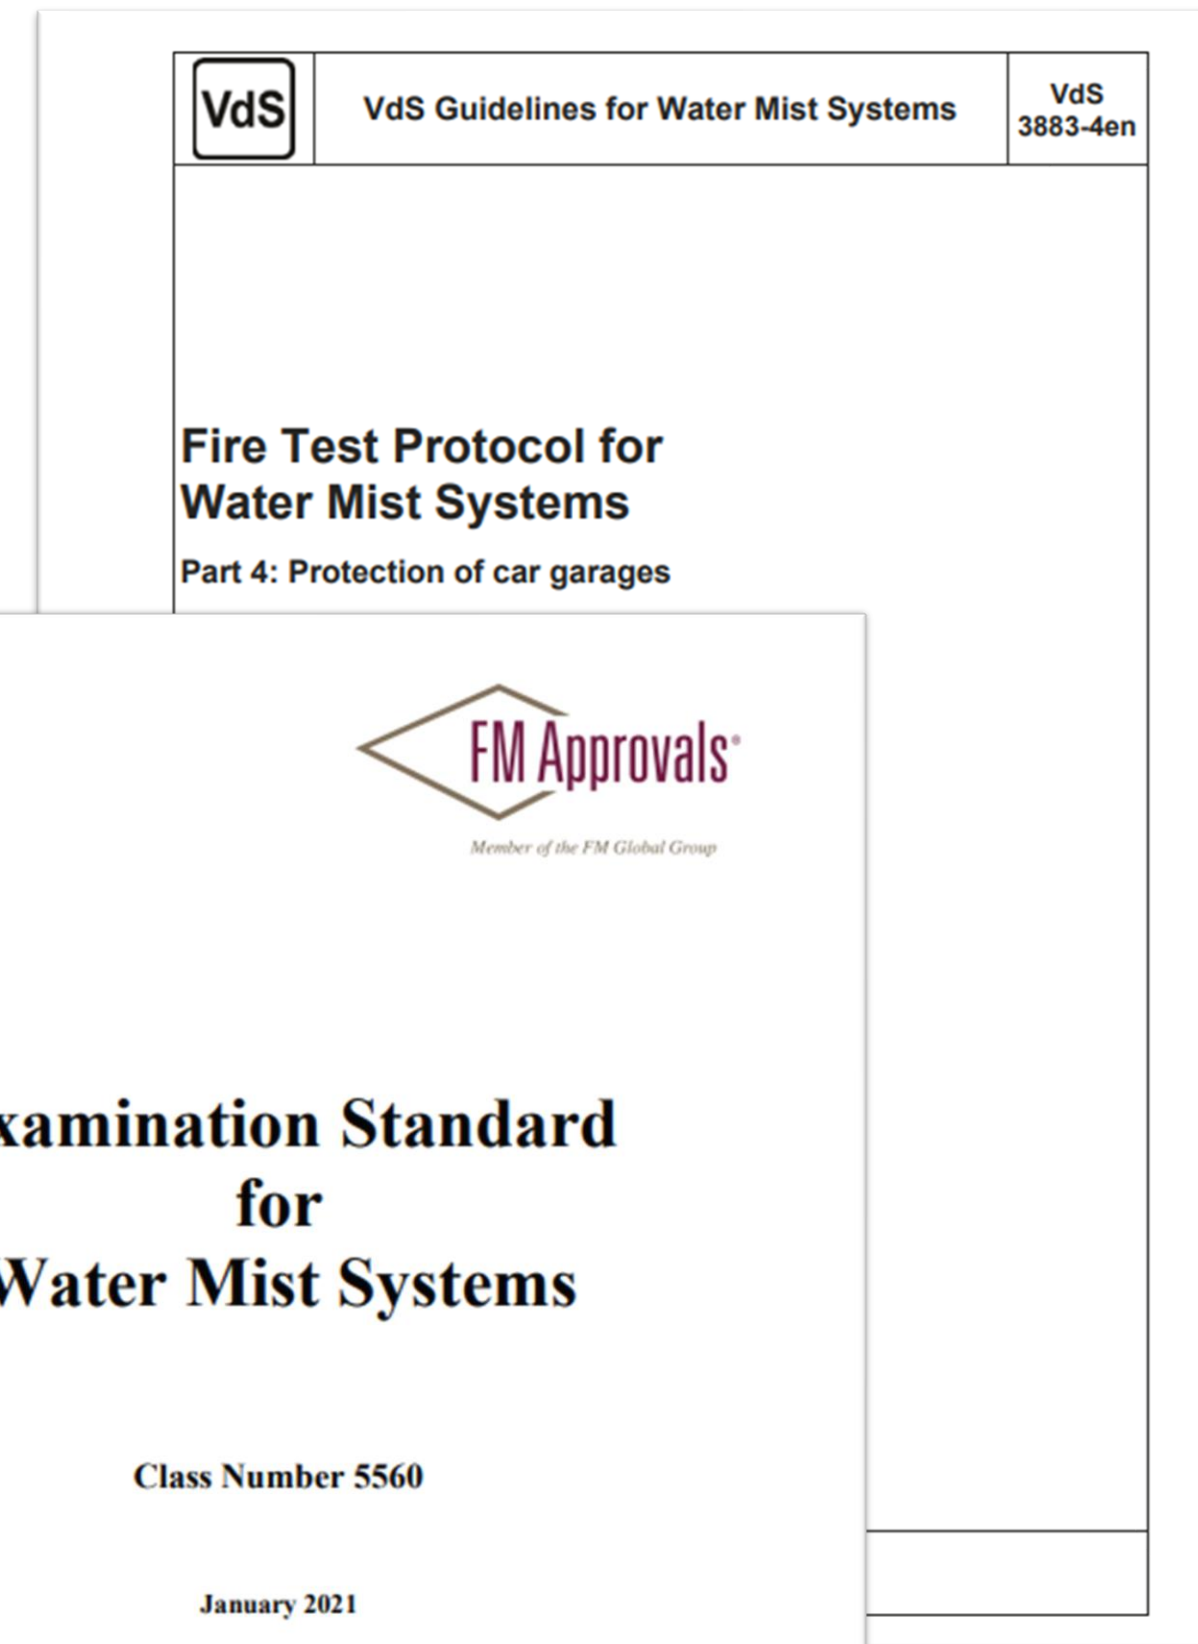 VdS
VdS Guidelines for Water Mist Systems
VdS
3883-4en
Fire Test Protocol for
Water Mist Systems
Part 4: Protection of car garages
FM Approvals®
Member of the FM Global Group
xamination Standard
for
Water Mist Systems
Class Number 5560
January 2021